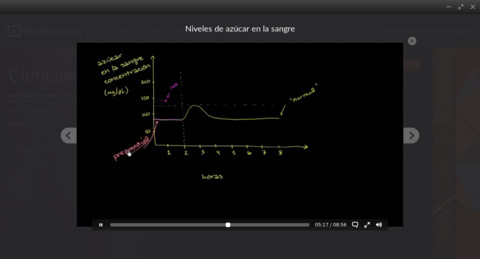 Niveles de azúcar en la sangre
azúcar
en la sangre
concentración
(mg/dL)
200
150
100
50
"normal"
preprandial
1 2 3 4 5 6 7 8
horas
05:17 / 08:56